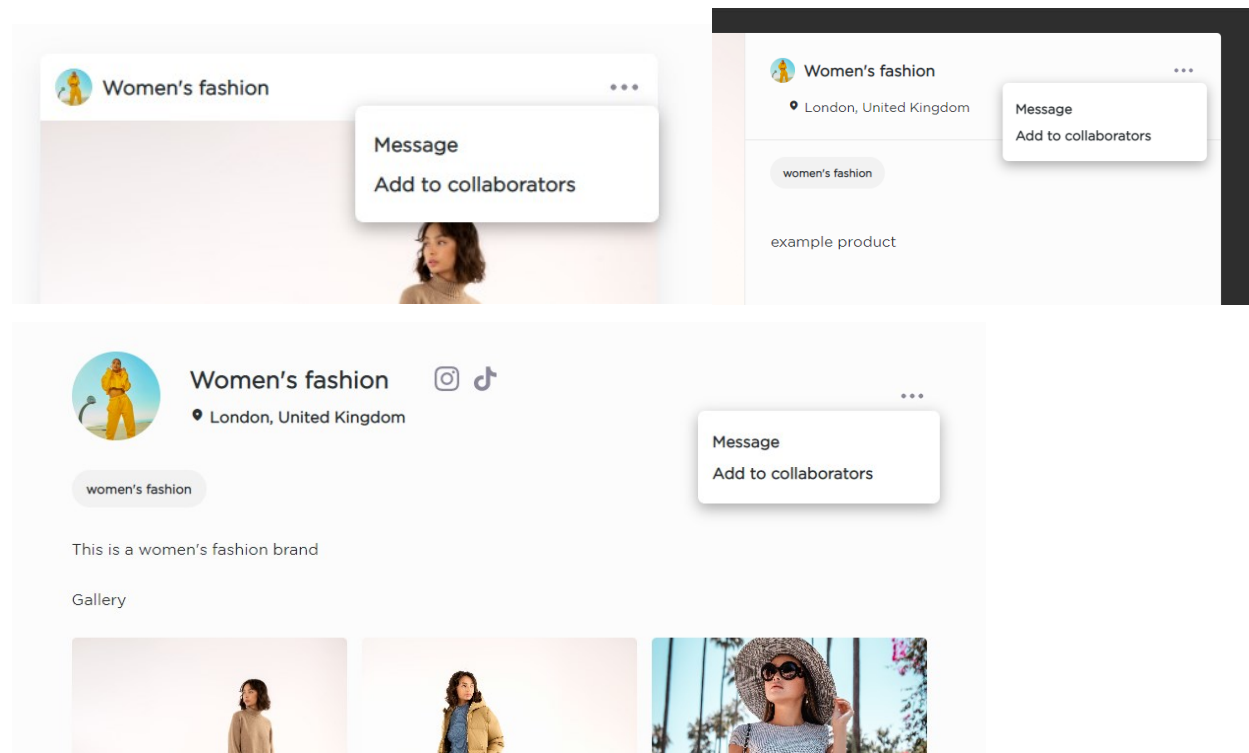 Women's fashion
Message
Add to collaborators
Women's fashion
London, United Kingdom
Message
Add to collaborators
women's fashion
example product
Women's fashion
London, United Kingdom
Message
Add to collaborators
women's fashion
This is a women's fashion brand
Gallery